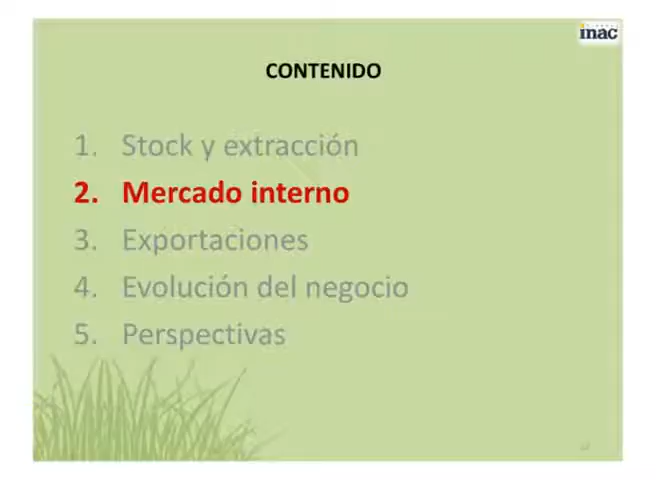 inac
CONTENIDO
1. Stock y extracción
2. Mercado interno
3. Exportaciones
4. Evolución del negocio
5. Perspectivas